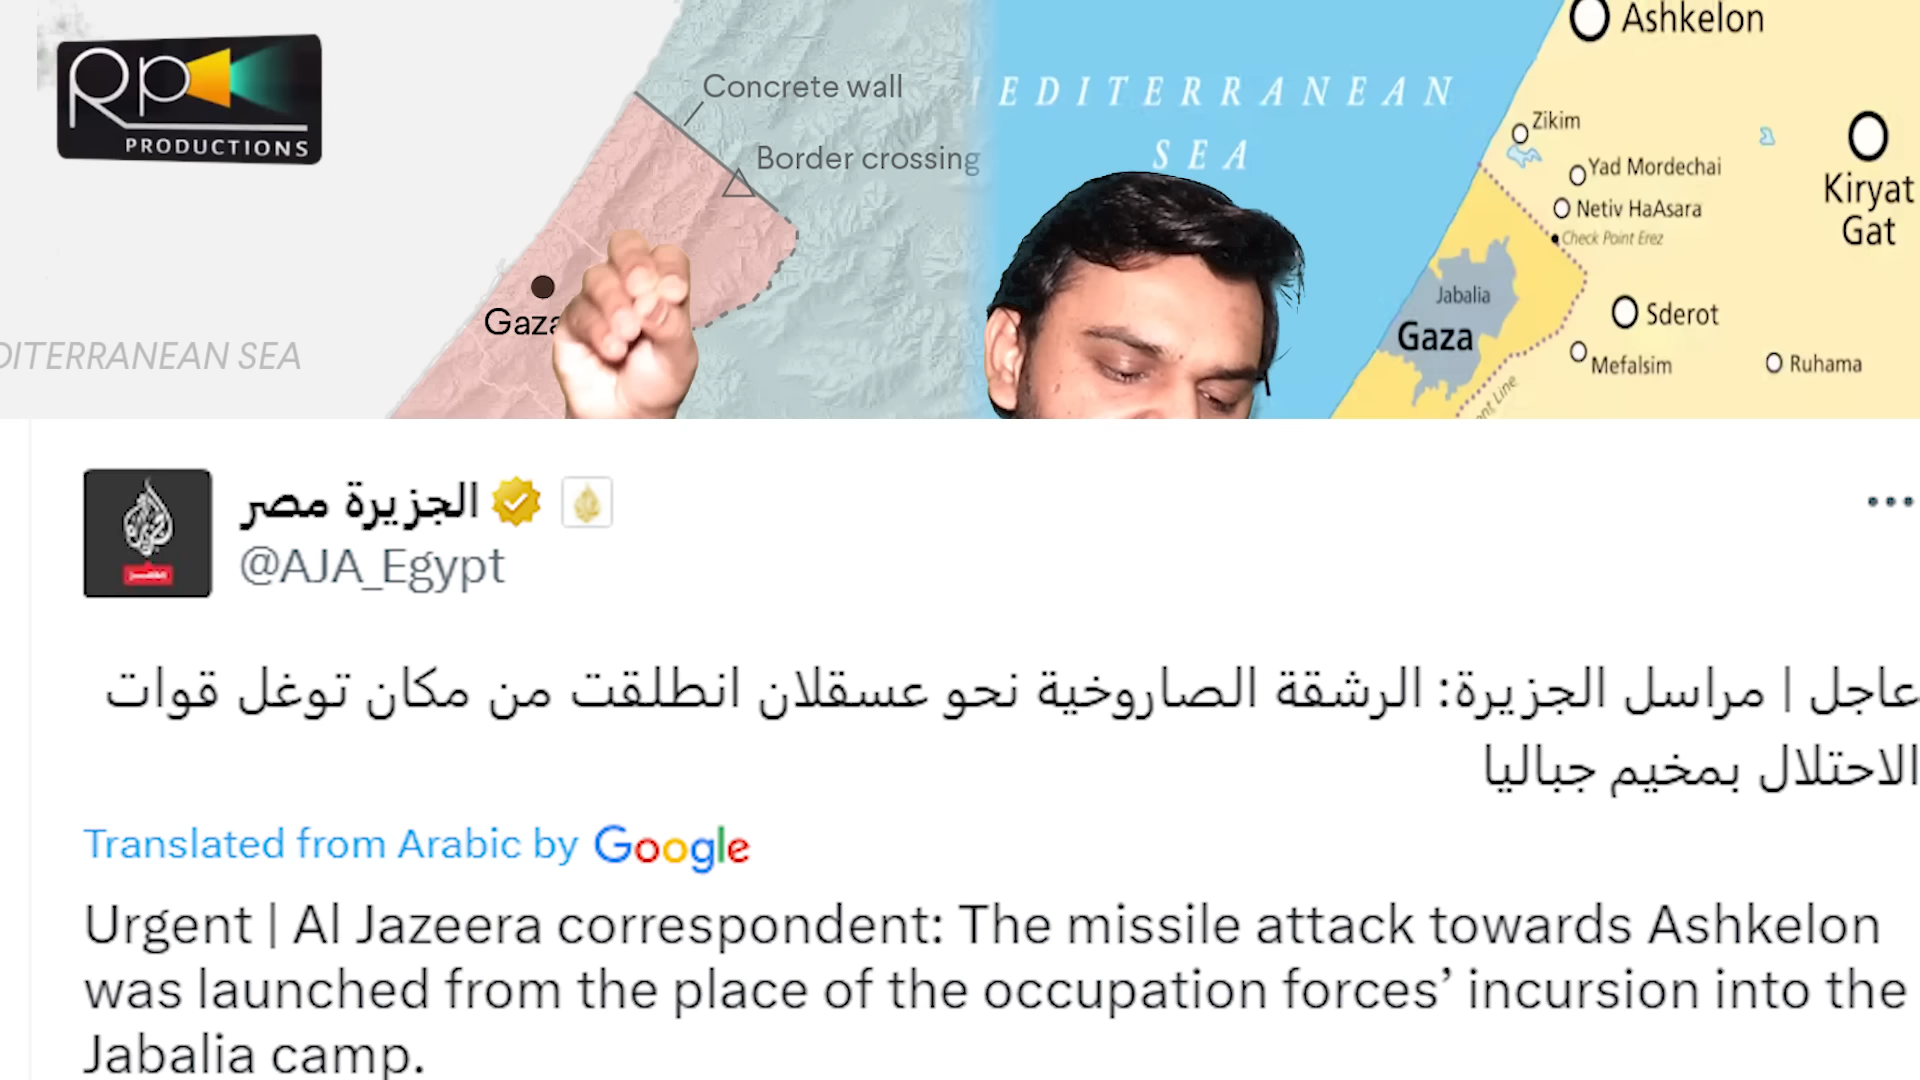 Rp
PRODUCTIONS
Concrete wall
Border crossing
Gaza
DITERRANEAN SEA
MEDITERRANEAN
SEA
Ashkelon
Zikim
Yad Mordechai
Netiv HaAsara
Check Point Erez
Kiryat
Gat
Jabalia
Gaza
Sderot
Mefalsim
Ruhama
Line
الجزيرة مصر
@AJA_Egypt
عاجل | مراسل الجزيرة: الرشقة الصاروخية نحو عسقلان انطلقت من مكان توغل قوات
الاحتلال بمخيم جباليا
Translated from Arabic by Google
Urgent | Al Jazeera correspondent: The missile attack towards Ashkelon
was launched from the place of the occupation forces’ incursion into the
Jabalia camp.